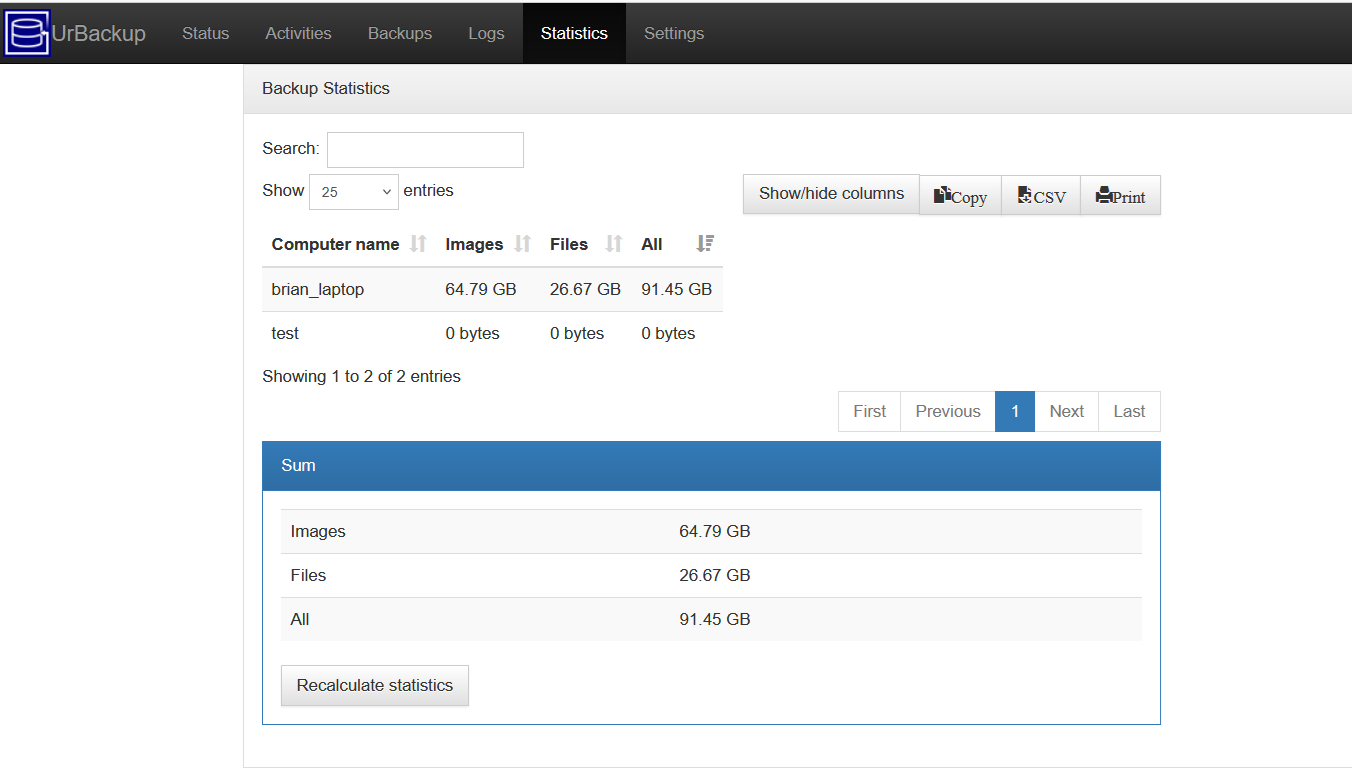 UrBackup Status Activities Backups Logs Statistics Settings
Backup Statistics
Search:
Show 25 entries
Show/hide columns Copy CSV Print
Computer name Images Files All
brian_laptop 64.79 GB 26.67 GB 91.45 GB
test 0 bytes 0 bytes 0 bytes
Showing 1 to 2 of 2 entries
First Previous 1 Next Last
Sum
Images 64.79 GB
Files 26.67 GB
All 91.45 GB
Recalculate statistics